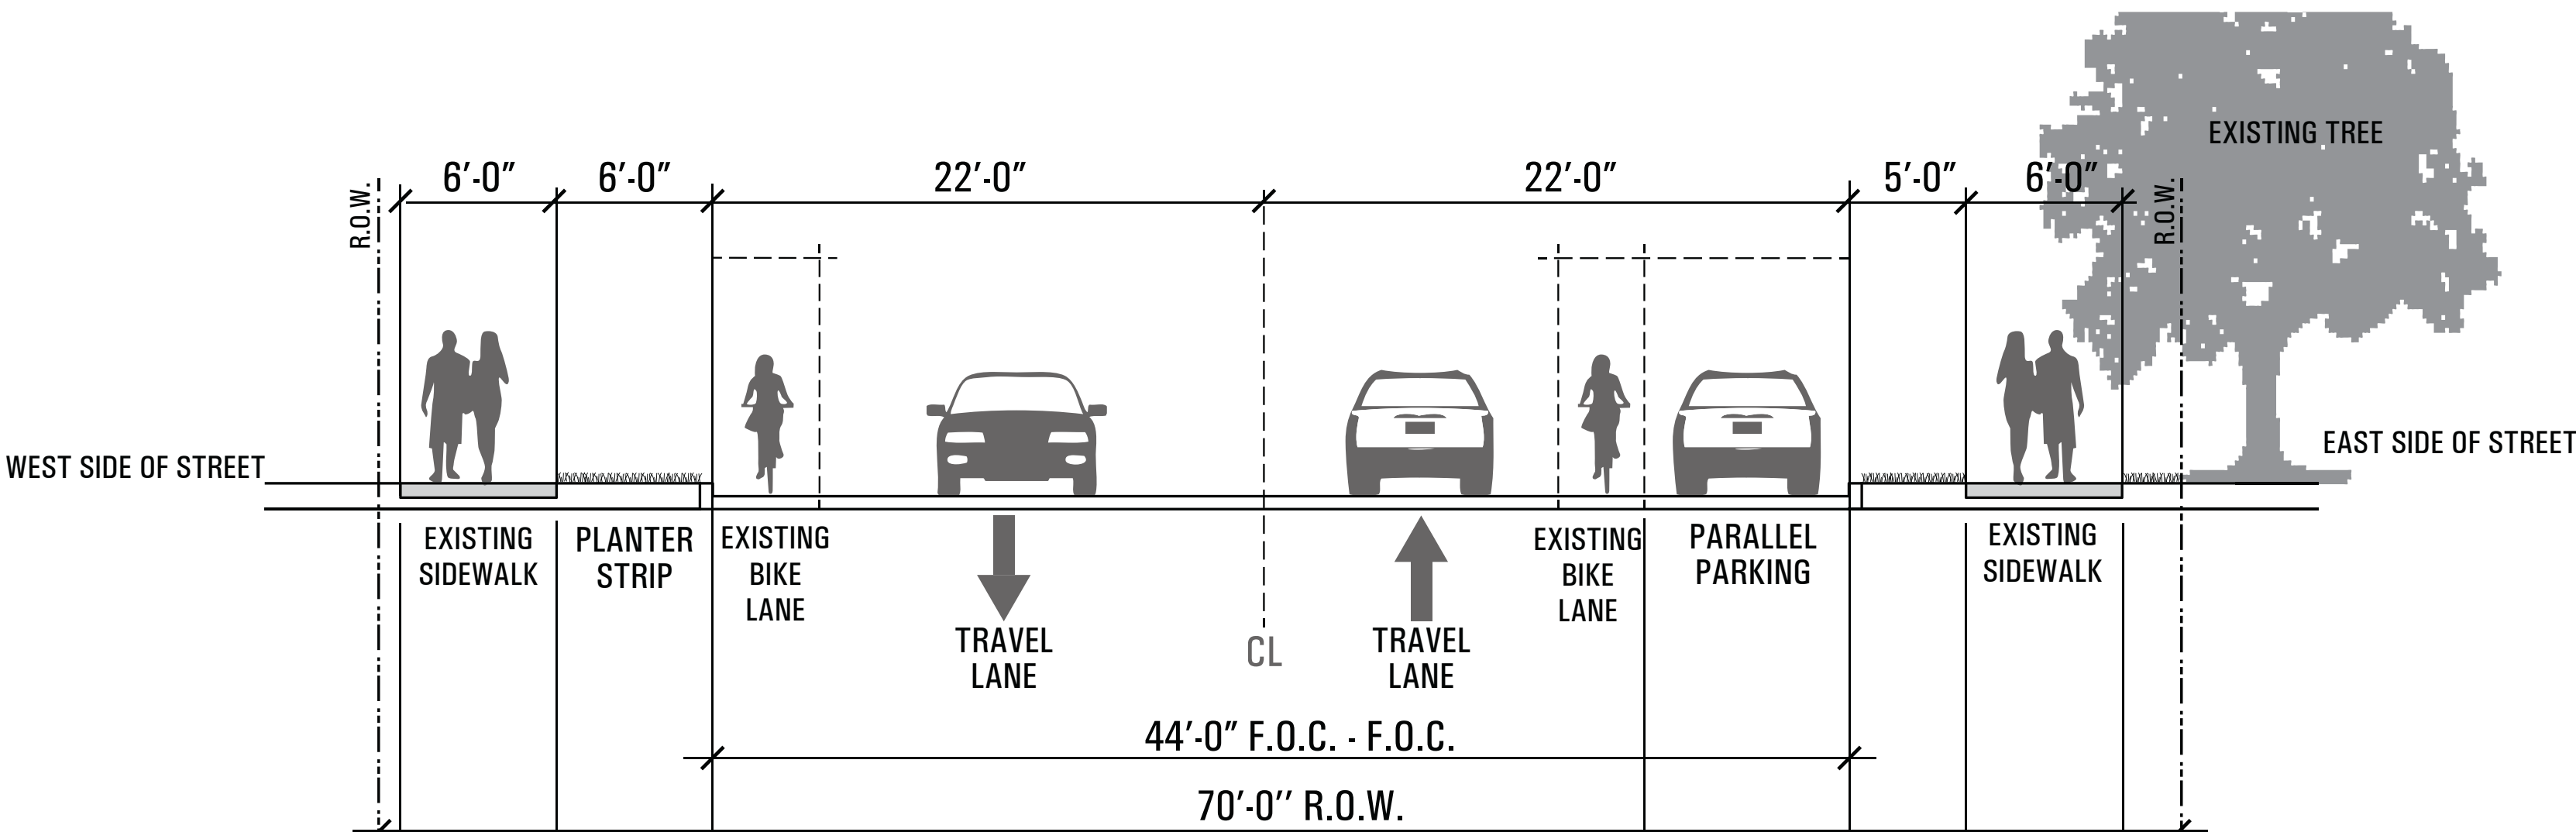 EXISTING TREE
6'-0"
6'-0"
22'-0"
22'-0"
5'-0"
6'-0"
R.O.W.
R.O.W.
WEST SIDE OF STREET
EAST SIDE OF STREET
EXISTING
SIDEWALK
PLANTER
STRIP
EXISTING
BIKE
LANE
TRAVEL
LANE
CL
TRAVEL
LANE
EXISTING
BIKE
LANE
PARALLEL
PARKING
EXISTING
SIDEWALK
44'-0" F.O.C. - F.O.C.
70'-0'' R.O.W.